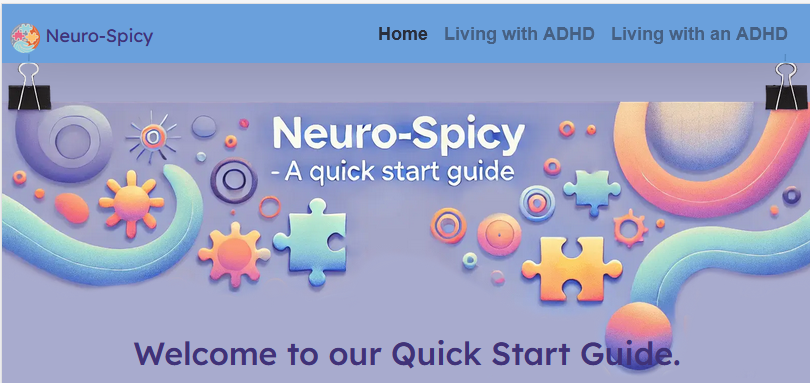 Neuro-Spicy
Home Living with ADHD Living with an ADHD
Neuro-Spicy
- A quick start guide
Welcome to our Quick Start Guide.